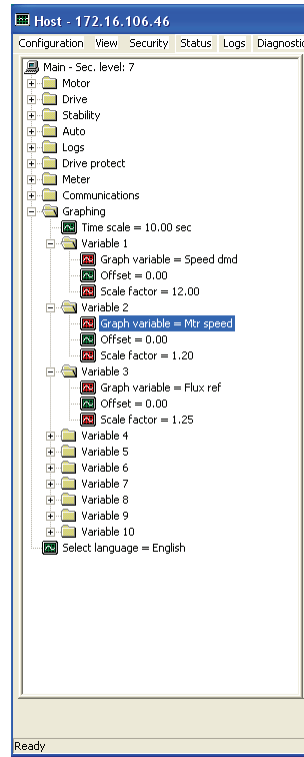 Host - 172.16.106.46
Configuration View Security Status Logs Diagnostic
Main - Sec. level: 7
Motor
Drive
Stability
Auto
Logs
Drive protect
Meter
Communications
Graphing
Time scale = 10.00 sec
Variable 1
Graph variable = Speed dmd
Offset = 0.00
Scale factor = 12.00
Variable 2
Graph variable = Mtr speed
Offset = 0.00
Scale factor = 1.20
Variable 3
Graph variable = Flux ref
Offset = 0.00
Scale factor = 1.25
Variable 4
Variable 5
Variable 6
Variable 7
Variable 8
Variable 9
Variable 10
Select language = English
Ready